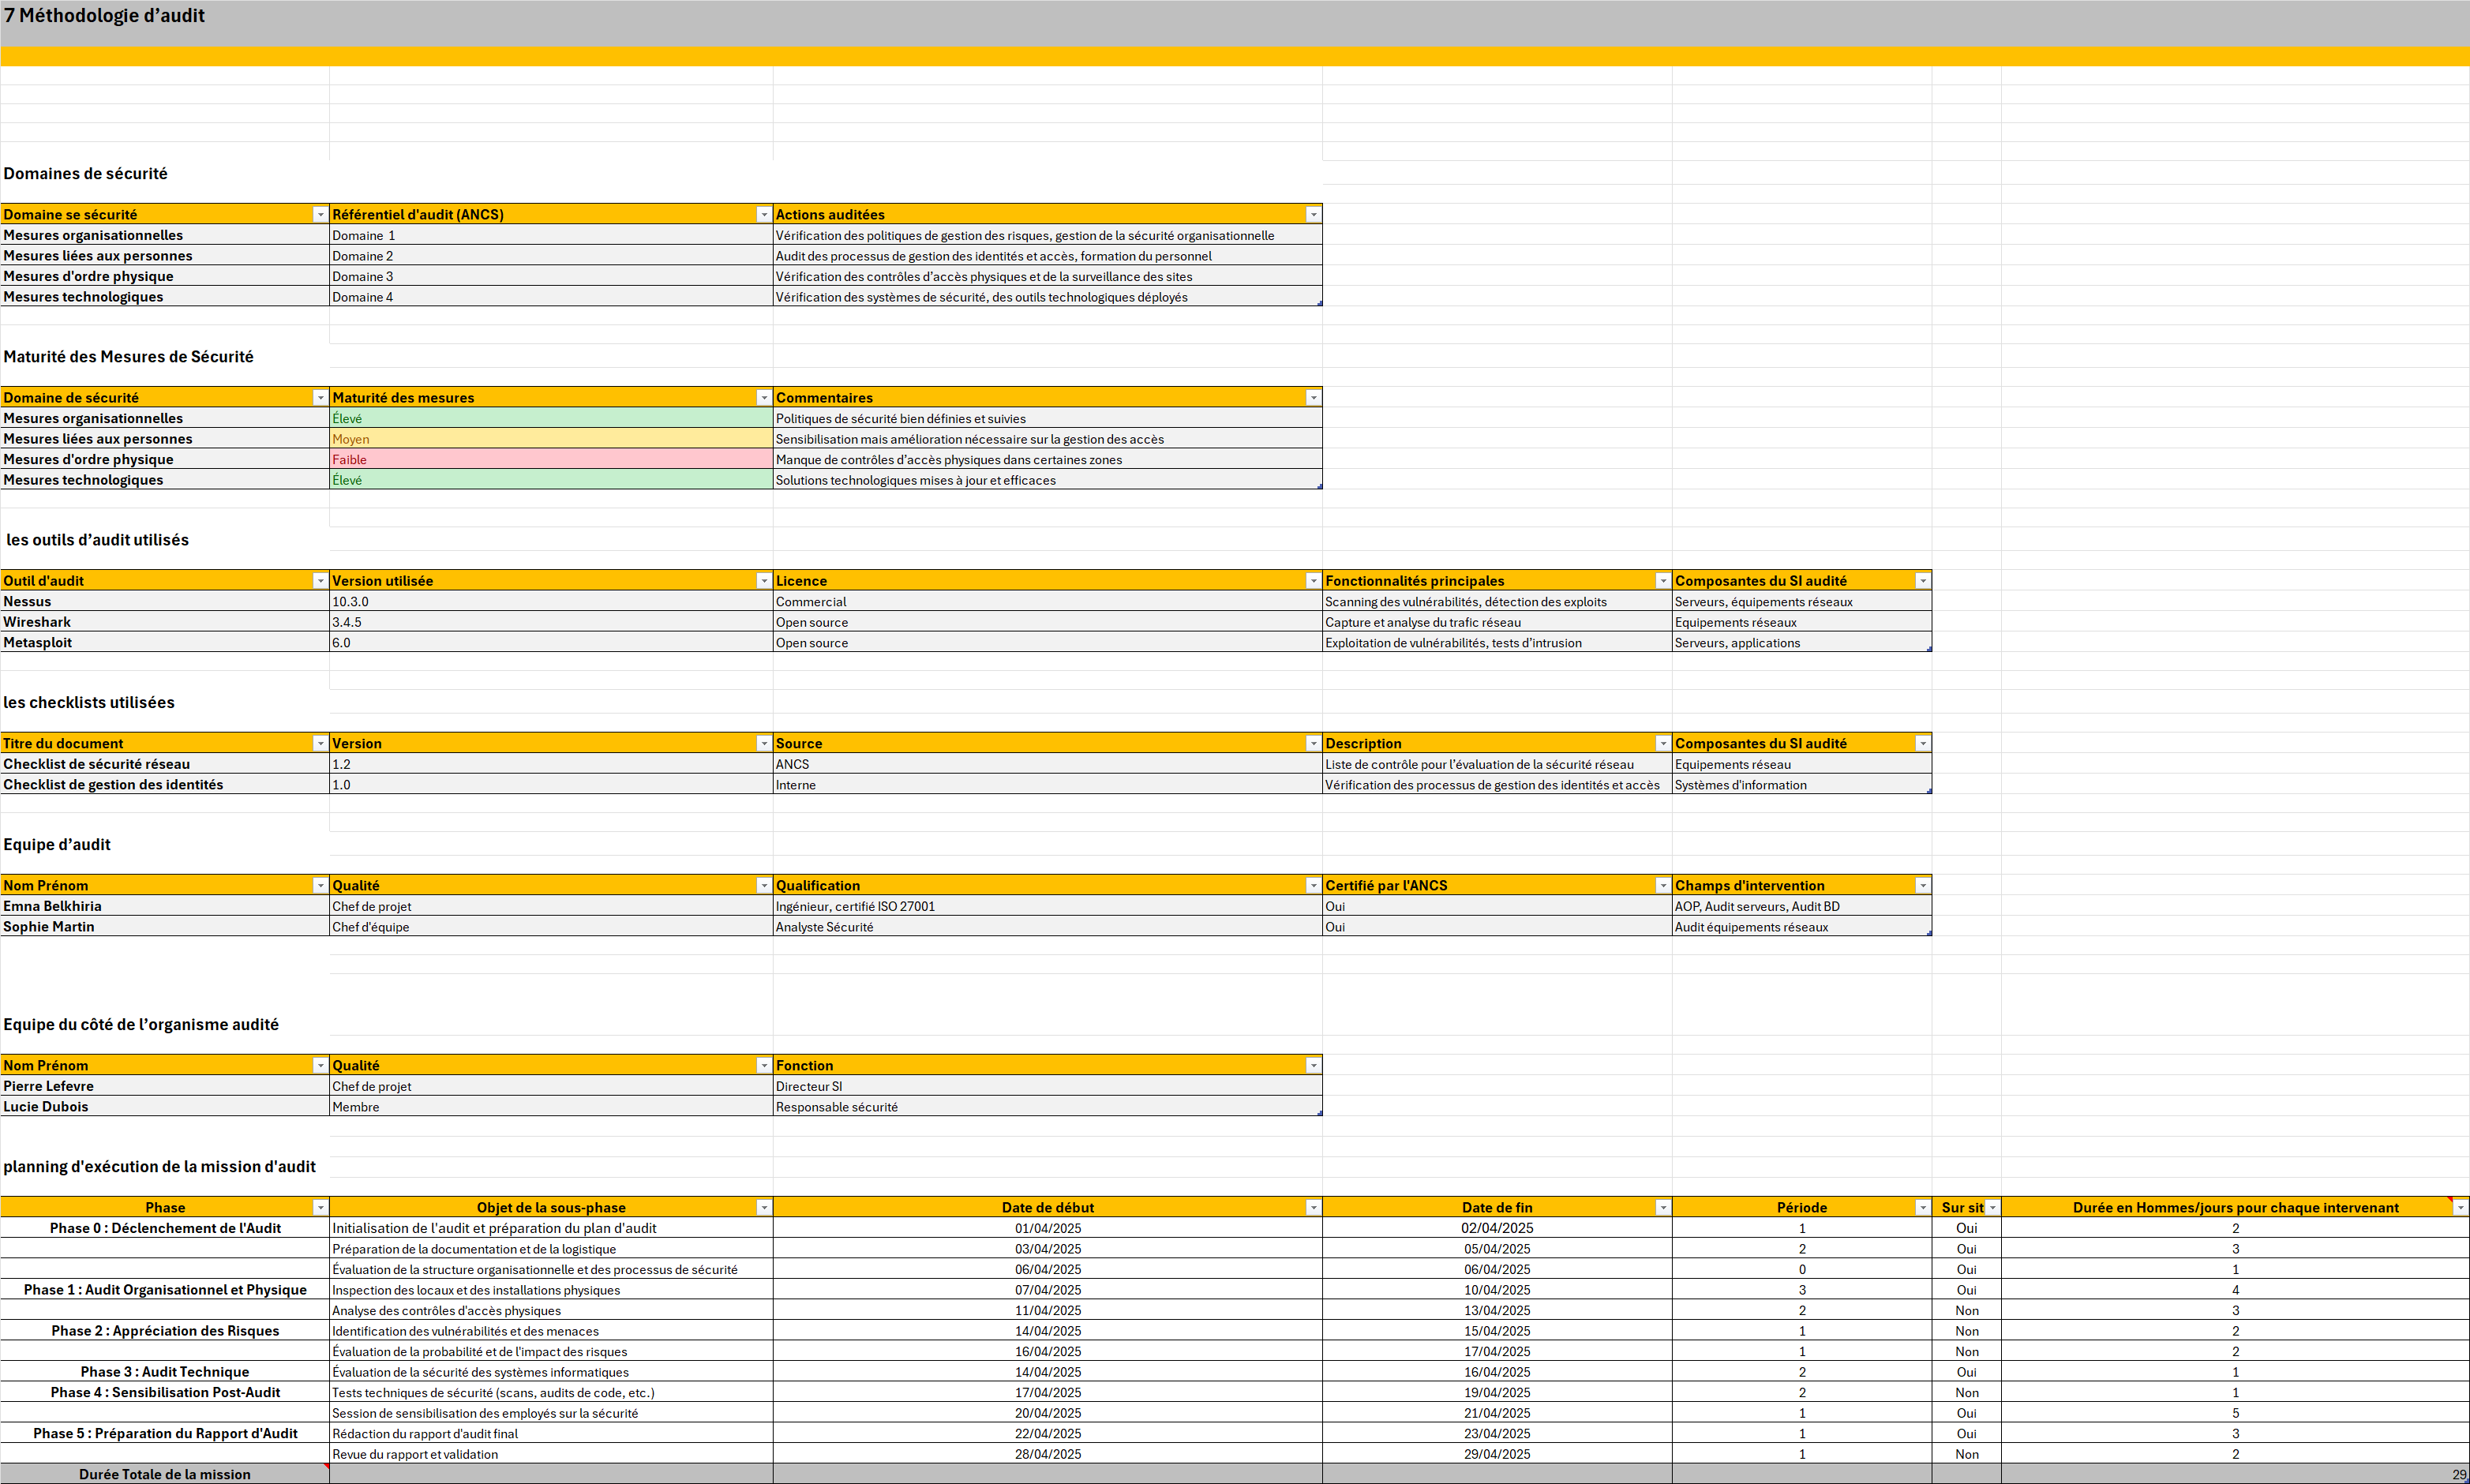 7 Méthodologie d’audit
Domaines de sécurité
Domaine se sécurité Référentiel d'audit (ANCS) Actions auditées
Mesures organisationnelles Domaine 1 Vérification des politiques de gestion des risques, gestion de la sécurité organisationnelle
Mesures liées aux personnes Domaine 2 Audit des processus de gestion des identités et accès, formation du personnel
Mesures d'ordre physique Domaine 3 Vérification des contrôles d’accès physiques et de la surveillance des sites
Mesures technologiques Domaine 4 Vérification des systèmes de sécurité, des outils technologiques déployés
Maturité des Mesures de Sécurité
Domaine de sécurité Maturité des mesures Commentaires
Mesures organisationnelles Élevé Politiques de sécurité bien définies et suivies
Mesures liées aux personnes Moyen Sensibilisation mais amélioration nécessaire sur la gestion des accès
Mesures d'ordre physique Faible Manque de contrôles d’accès physiques dans certaines zones
Mesures technologiques Élevé Solutions technologiques mises à jour et efficaces
les outils d’audit utilisés
Outil d'audit Version utilisée Licence Fonctionnalités principales Composantes du SI audité
Nessus 10.3.0 Commercial Scanning des vulnérabilités, détection des exploits Serveurs, équipements réseaux
Wireshark 3.4.5 Open source Capture et analyse du trafic réseau Equipements réseaux
Metasploit 6.0 Open source Exploitation de vulnérabilités, tests d’intrusion Serveurs, applications
les checklists utilisées
Titre du document Version Source Description Composantes du SI audité
Checklist de sécurité réseau 1.2 ANCS Liste de contrôle pour l’évaluation de la sécurité réseau Equipements réseau
Checklist de gestion des identités 1.0 Interne Vérification des processus de gestion des identités et accès Systèmes d'information
Equipe d’audit
Nom Prénom Qualité Qualification Certifié par l'ANCS Champs d'intervention
Emna Belkhiria Chef de projet Ingénieur, certifié ISO 27001 Oui AOP, Audit serveurs, Audit BD
Sophie Martin Chef d'équipe Analyste Sécurité Oui Audit équipements réseaux
Equipe du côté de l’organisme audité
Nom Prénom Qualité Fonction
Pierre Lefevre Chef de projet Directeur SI
Lucie Dubois Membre Responsable sécurité
planning d'exécution de la mission d'audit
Phase Objet de la sous-phase Date de début Date de fin Période Sur sit Durée en Hommes/jours pour chaque intervenant
Phase 0 : Déclenchement de l'Audit Initialisation de l'audit et préparation du plan d'audit 01/04/2025 02/04/2025 1 Oui 2
Préparation de la documentation et de la logistique 03/04/2025 05/04/2025 2 Oui 3
Évaluation de la structure organisationnelle et des processus de sécurité 06/04/2025 06/04/2025 0 Oui 1
Phase 1 : Audit Organisationnel et Physique Inspection des locaux et des installations physiques 07/04/2025 10/04/2025 3 Oui 4
Analyse des contrôles d'accès physiques 11/04/2025 13/04/2025 2 Non 3
Phase 2 : Appréciation des Risques Identification des vulnérabilités et des menaces 14/04/2025 15/04/2025 1 Non 2
Évaluation de la probabilité et de l'impact des risques 16/04/2025 17/04/2025 1 Non 2
Phase 3 : Audit Technique Évaluation de la sécurité des systèmes informatiques 14/04/2025 16/04/2025 2 Oui 1
Phase 4 : Sensibilisation Post-Audit Tests techniques de sécurité (scans, audits de code, etc.) 17/04/2025 19/04/2025 2 Non 1
Session de sensibilisation des employés sur la sécurité 20/04/2025 21/04/2025 1 Oui 5
Phase 5 : Préparation du Rapport d'Audit Rédaction du rapport d'audit final 22/04/2025 23/04/2025 1 Oui 3
Revue du rapport et validation 28/04/2025 29/04/2025 1 Non 2
Durée Totale de la mission 29